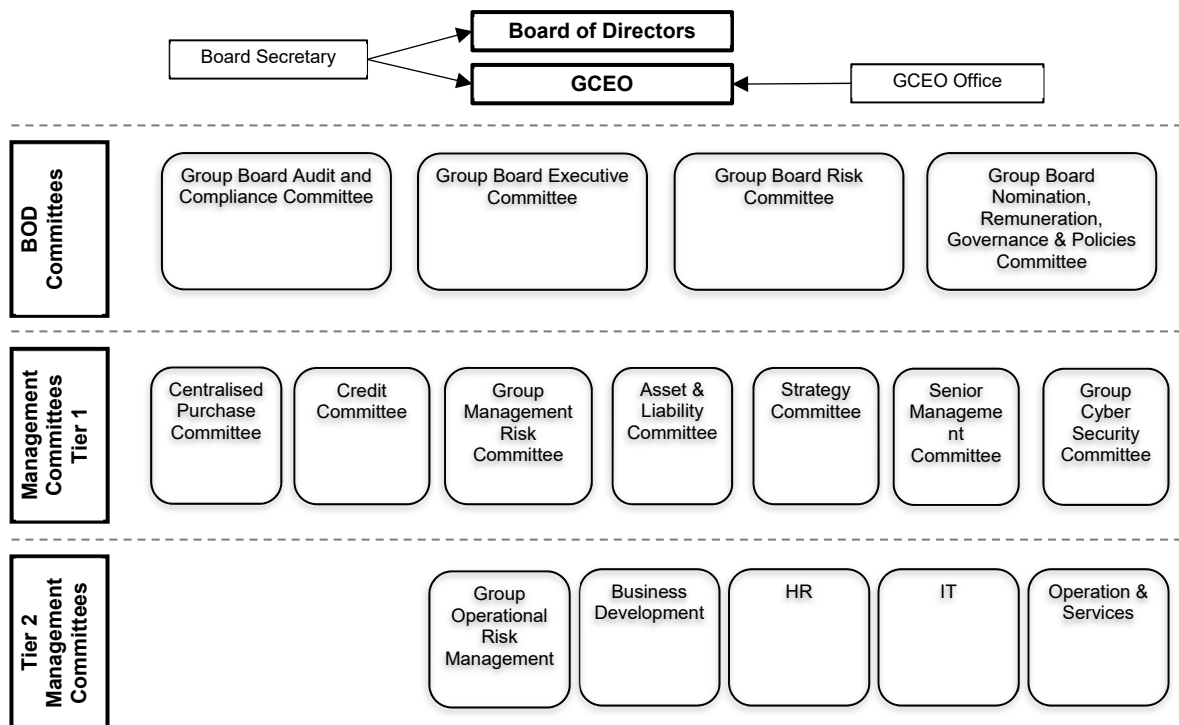 Board of Directors
Board Secretary
GCEO
GCEO Office
BOD
Committees
Group Board Audit and
Compliance Committee
Group Board Executive
Committee
Group Board Risk
Committee
Group Board
Nomination,
Remuneration,
Governance & Policies
Committee
Management
Committees
Tier 1
Centralised
Purchase
Committee
Credit
Committee
Group
Management
Risk
Committee
Asset &
Liability
Committee
Strategy
Committee
Senior
Manageme
nt
Committee
Group
Cyber
Security
Committee
Tier 2
Management
Committees
Group
Operational
Risk
Management
Business
Development
HR
IT
Operation &
Services